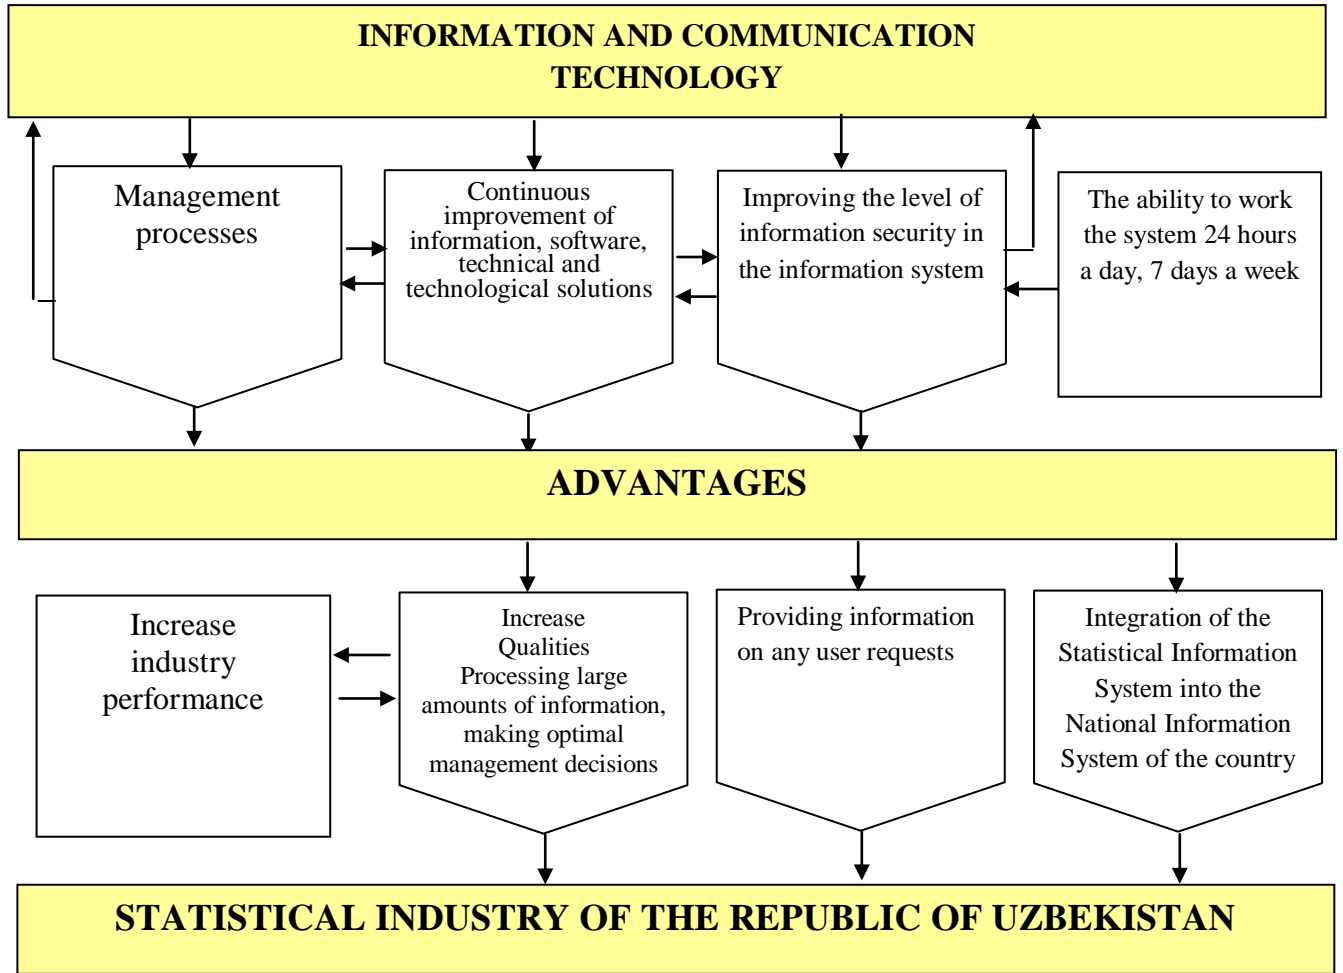 INFORMATION AND COMMUNICATION
TECHNOLOGY
Management
processes
Continuous
improvement of
information, software,
technical and
technological solutions
Improving the level of
information security in
the information system
The ability to work
the system 24 hours
a day, 7 days a week
ADVANTAGES
Increase
industry
performance
Increase
Qualities
Processing large
amounts of information,
making optimal
management decisions
Providing information
on any user requests
Integration of the
Statistical Information
System into the
National Information
System of the country
STATISTICAL INDUSTRY OF THE REPUBLIC OF UZBEKISTAN